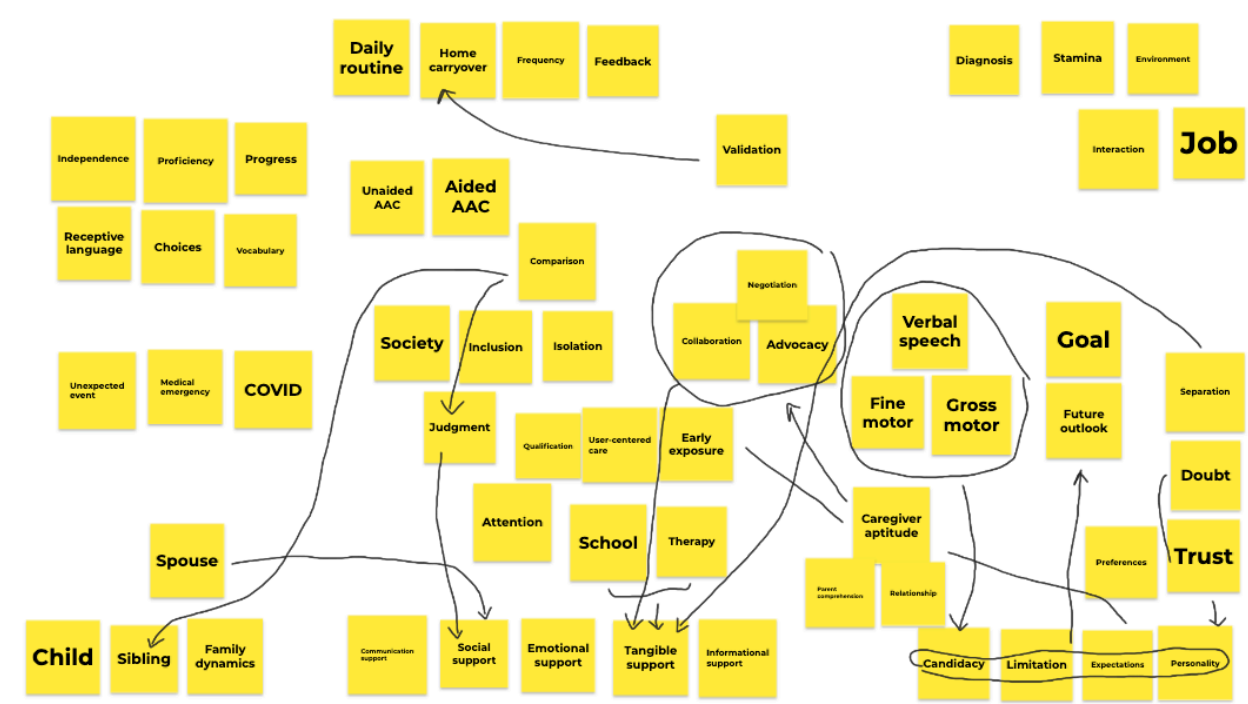 Daily
routine
Home
carryover
Frequency
Feedback
Diagnosis
Stamina
Environment
Independence
Proficiency
Progress
Validation
Interaction
Job
Unaided
AAC
Aided
AAC
Receptive
language
Choices
Vocabulary
Comparison
Negotiation
Society
Inclusion
Isolation
Collaboration
Advocacy
Verbal
speech
Goal
Unexpected
event
Medical
emergency
COVID
Separation
Judgment
Fine
motor
Gross
motor
Future
outlook
Qualification
User-centered
care
Early
exposure
Doubt
Attention
School
Therapy
Caregiver
aptitude
Spouse
Preferences
Trust
Parent
comprehension
Relationship
Child
Sibling
Family
dynamics
Communication
support
Social
support
Emotional
support
Tangible
support
Informational
support
Candidacy
Limitation
Expectations
Personality